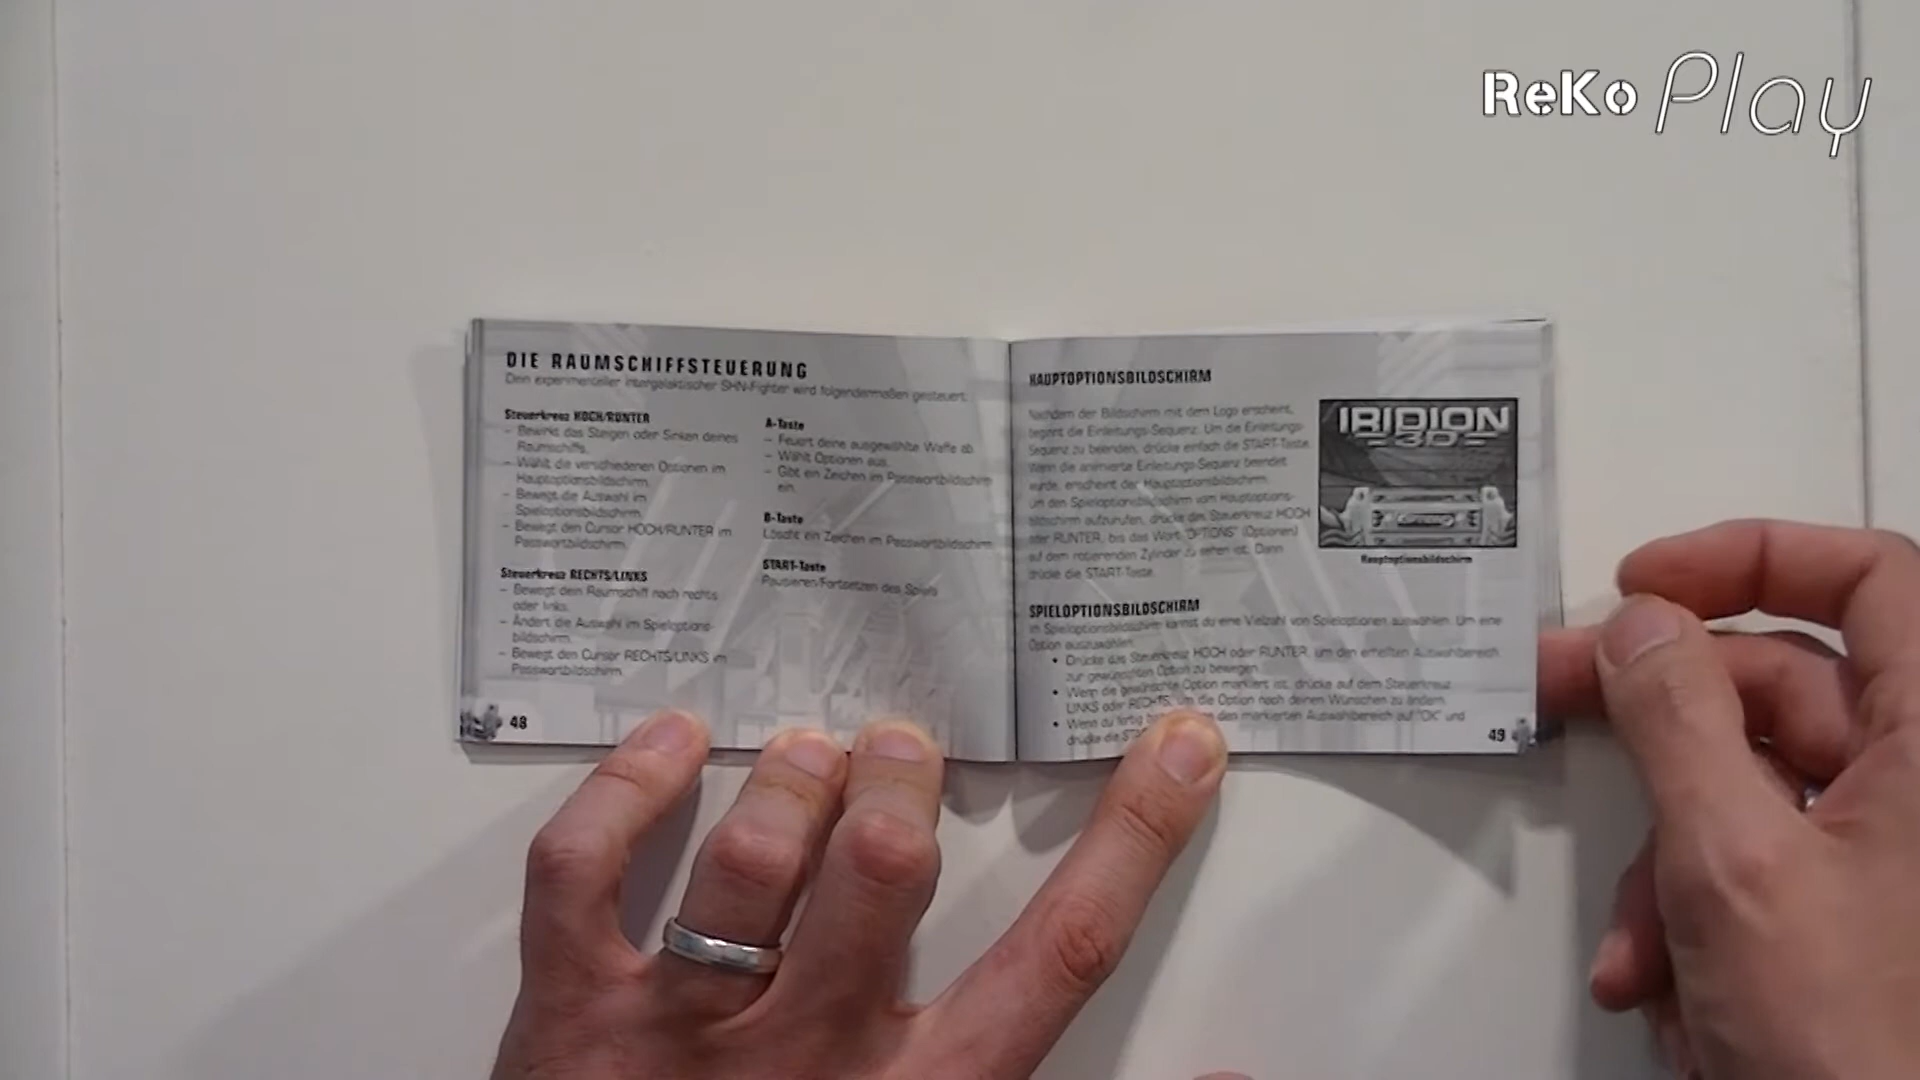 ReKo Play
DIE RAUMSCHIFFSTEUERUNG
Dein experimenteller intergalaktischer SHN-Fighter wird folgendermaßen gesteuert:
Steuerkreuz HOCH/RUNTER
– Bewirkt das Steigen oder Sinken deines
Raumschiffs.
– Wählt die verschiedenen Optionen im
Hauptoptionsbildschirm.
– Bewegt die Auswahl im
Spieloptionsbildschirm.
– Bewegt den Cursor HOCH/RUNTER im
Passwortbildschirm.
Steuerkreuz RECHTS/LINKS
– Bewegt dein Raumschiff nach rechts
oder links.
– Ändert die Auswahl im Spieloptions-
bildschirm.
– Bewegt den Cursor RECHTS/LINKS im
Passwortbildschirm.
A-Taste
– Feuert deine ausgewählte Waffe ab.
– Wählt Optionen aus.
– Gibt ein Zeichen im Passwortbildschirm
ein.
B-Taste
Löscht ein Zeichen im Passwortbildschirm.
START-Taste
Pausieren/Fortsetzen des Spiels
48
HAUPTOPTIONSBILDSCHIRM
Nachdem der Bildschirm mit dem Logo erscheint,
beginnt die Einleitungs-Sequenz. Um die Einleitungs-
Sequenz zu beenden, drücke einfach die START-Taste.
Wenn die animierte Einleitungs-Sequenz beendet
wurde, erscheint der Hauptoptionsbildschirm.
Um den Spieloptionsbildschirm vom Hauptoptions-
bildschirm aufzurufen, drücke das Steuerkreuz HOCH
oder RUNTER, bis das Wort "OPTIONS" (Optionen)
auf dem rotierenden Zylinder zu sehen ist. Dann
drücke die START-Taste.
IRIDION
3D
Hauptoptionsbildschirm
SPIELOPTIONSBILDSCHIRM
Im Spieloptionsbildschirm kannst du eine Vielzahl von Spieloptionen auswählen. Um eine
Option auszuwählen:
• Drücke das Steuerkreuz HOCH oder RUNTER, um den erhellten Auswahlbereich
zur gewünschten Option zu bewegen.
• Wenn die gewünschte Option markiert ist, drücke auf dem Steuerkreuz
LINKS oder RECHTS, um die Option nach deinen Wünschen zu ändern.
• Wenn du fertig den markierten Auswahlbereich auf "OK" und
drücke die
49